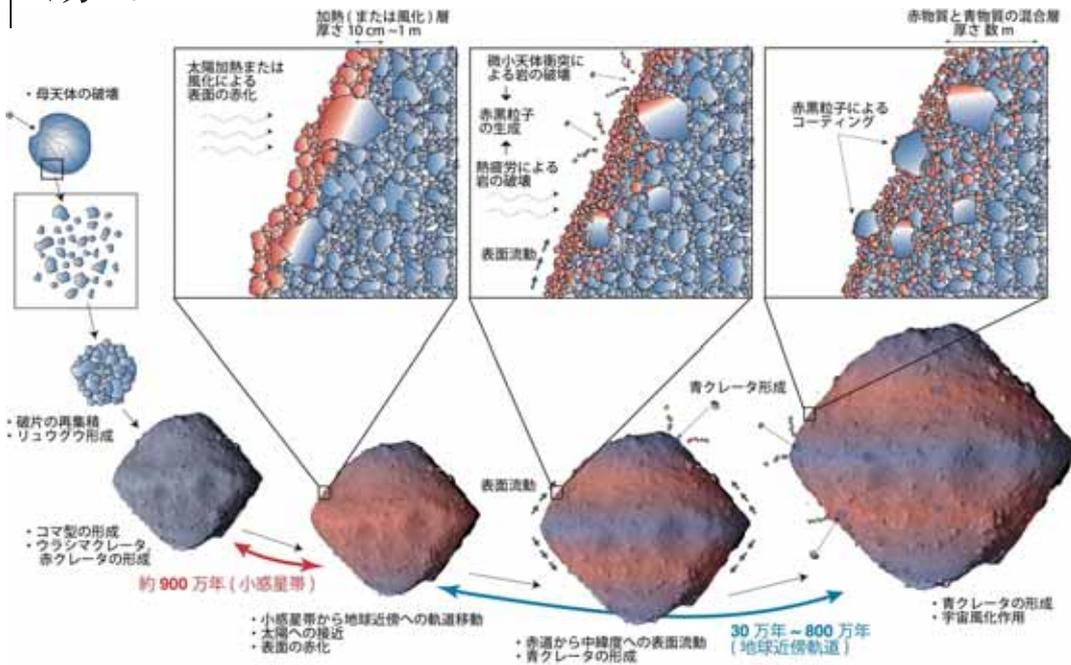 加熱 ( または風化 ) 層
厚さ 10 cm ~1 m
太陽加熱または
風化による
表面の赤化
微小天体衝突に
よる岩の破壊
赤黒粒子
の生成
熱疲労による
岩の破壊
表面流動
赤物質と青物質の混合層
厚さ 数 m
赤黒粒子による
コーティング
・母天体の破壊
・破片の再集積
・リュウグウ形成
・コマ型の形成
・ウラシマクレータ,
赤クレータの形成
約 900 万年 ( 小惑星帯 )
・小惑星帯から地球近傍への軌道移動
・太陽への接近
・表面の赤化
表面流動
青クレータ形成
・赤道から中緯度への表面流動
・青クレータの形成
30 万年 ~ 800 万年
( 地球近傍軌道 )
・青クレータの形成
・宇宙風化作用